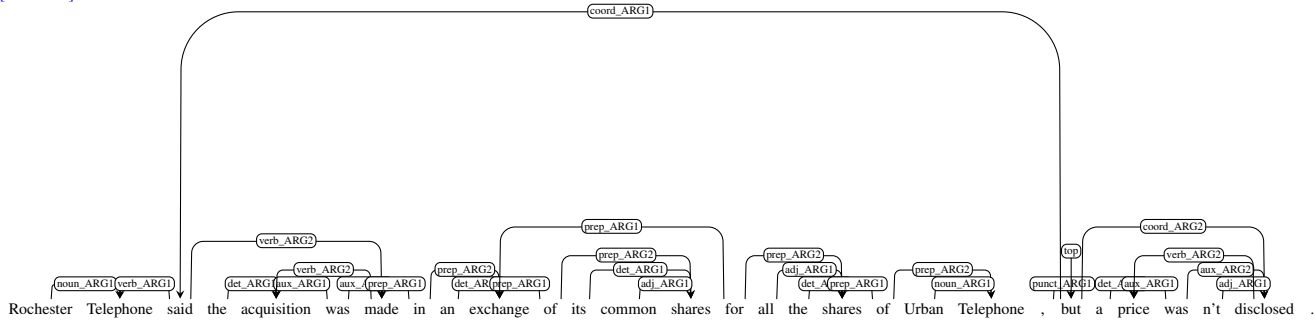 coord_ARG1
prep_ARG1 coord_ARG2
verb_ARG2 top
prep_ARG2 prep_ARG2 verb_ARG2
verb_ARG2 prep_ARG2 det_ARG1 adj_ARG1 prep_ARG2 aux_ARG2
noun_ARG1 verb_ARG1 det_ARG1 aux_ARG1 prep_ARG1 prep_ARG1 adj_ARG1 prep_ARG1 noun_ARG1 punct_ARG1 aux_ARG1 adj_ARG1
Rochester Telephone said the acquisition was made in an exchange of its common shares for all the shares of Urban Telephone , but a price was n't disclosed .